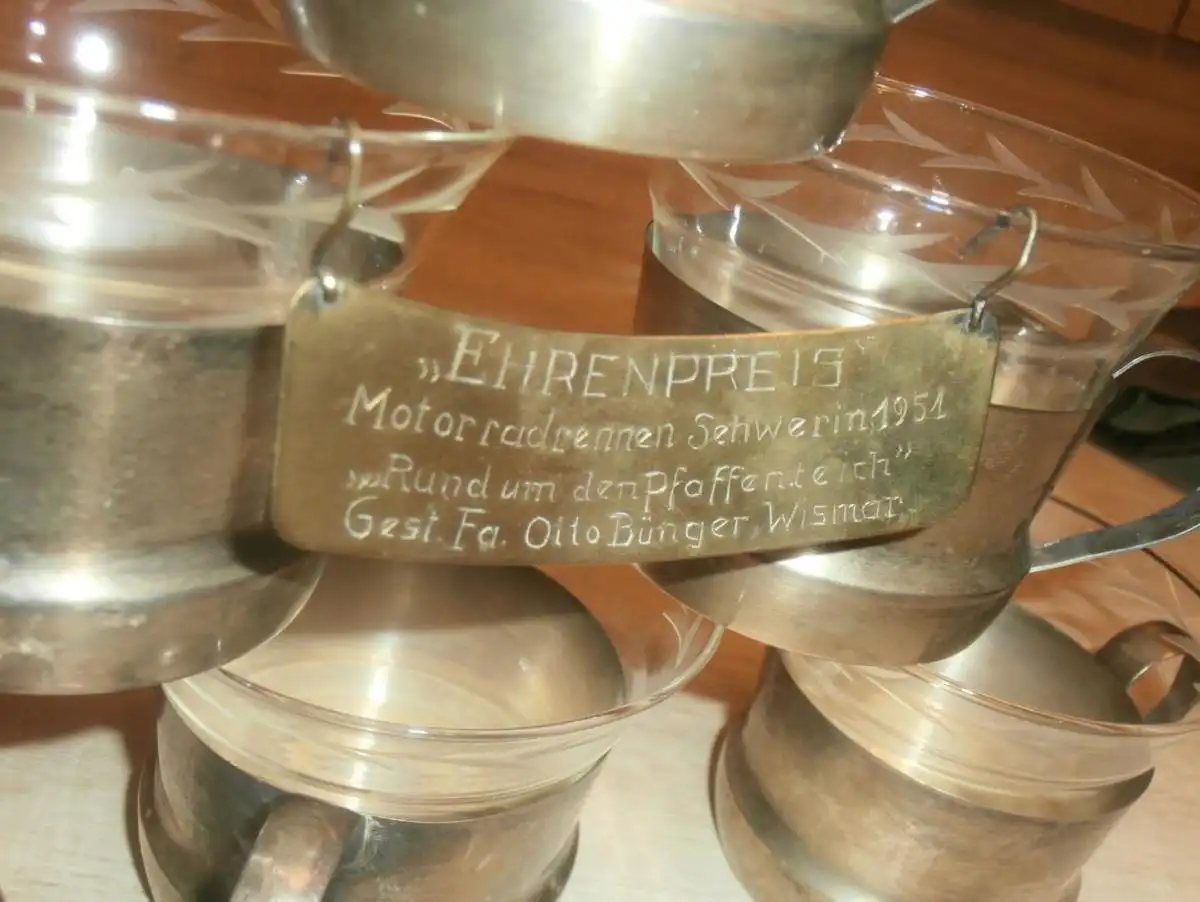 „EHRENPREIS"
Motorradrennen Schwerin 1951
„Rund um den Pfaffenteich"
Gest. Fa. Otto Bünger, Wismar